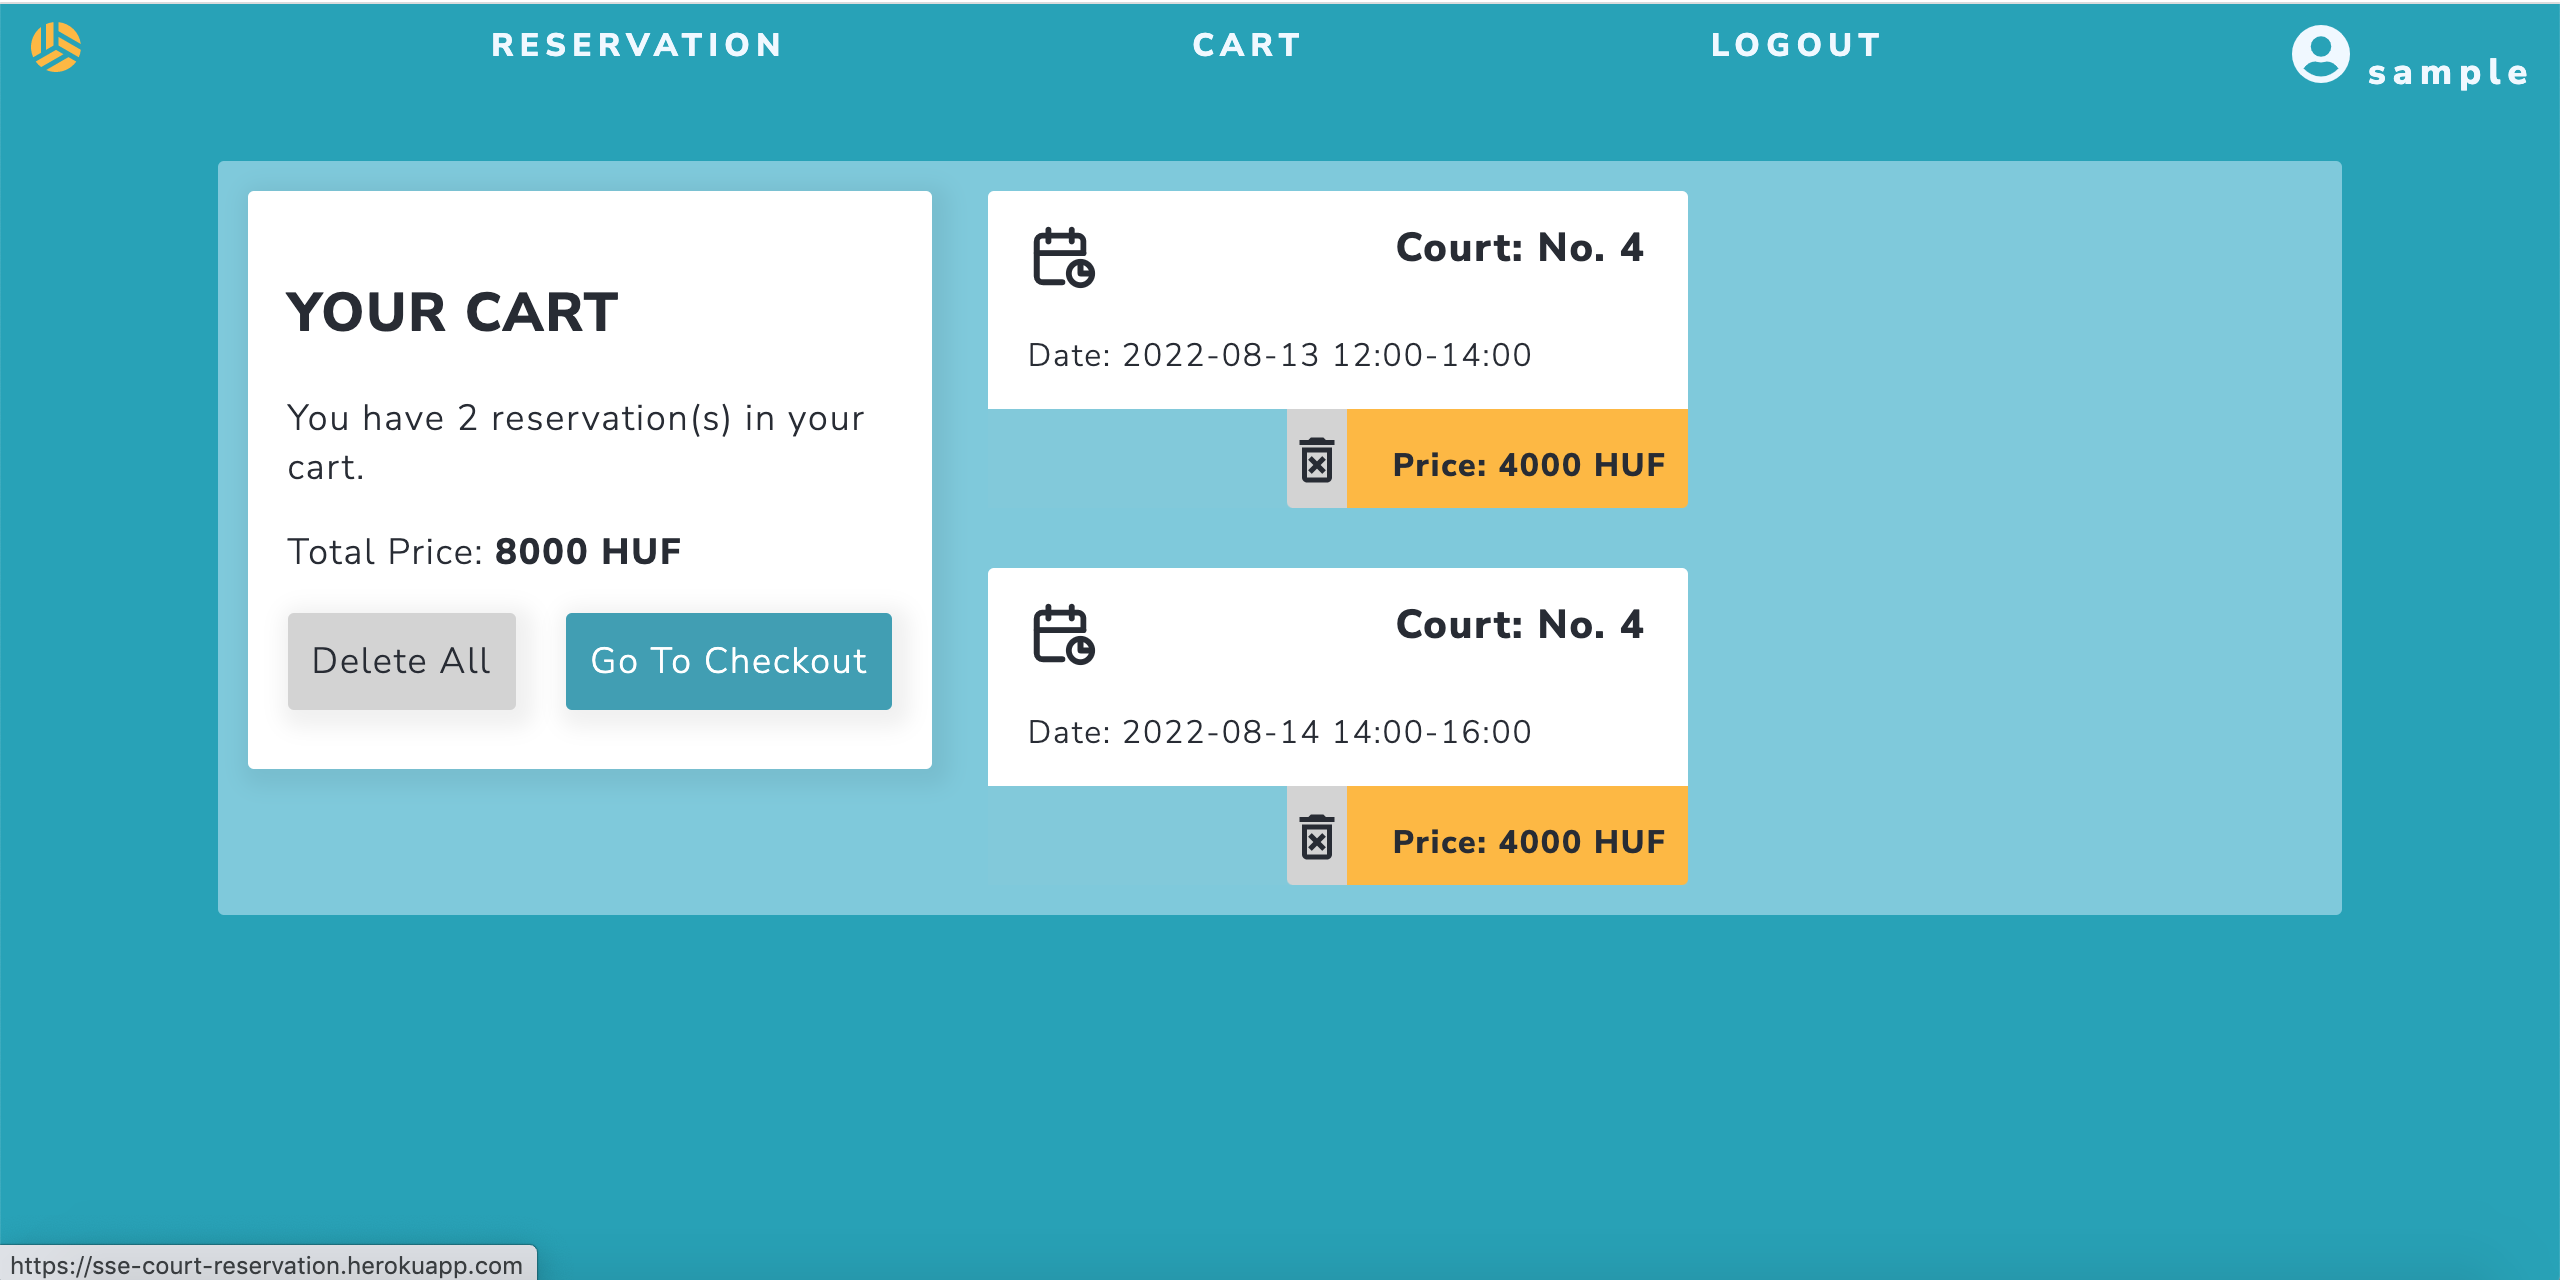 RESERVATION
CART
LOGOUT
sample
YOUR CART
You have 2 reservation(s) in your
cart.
Total Price: 8000 HUF
Delete All
Go To Checkout
Court: No. 4
Date: 2022-08-13 12:00-14:00
Price: 4000 HUF
Court: No. 4
Date: 2022-08-14 14:00-16:00
Price: 4000 HUF
https://sse-court-reservation.herokuapp.com